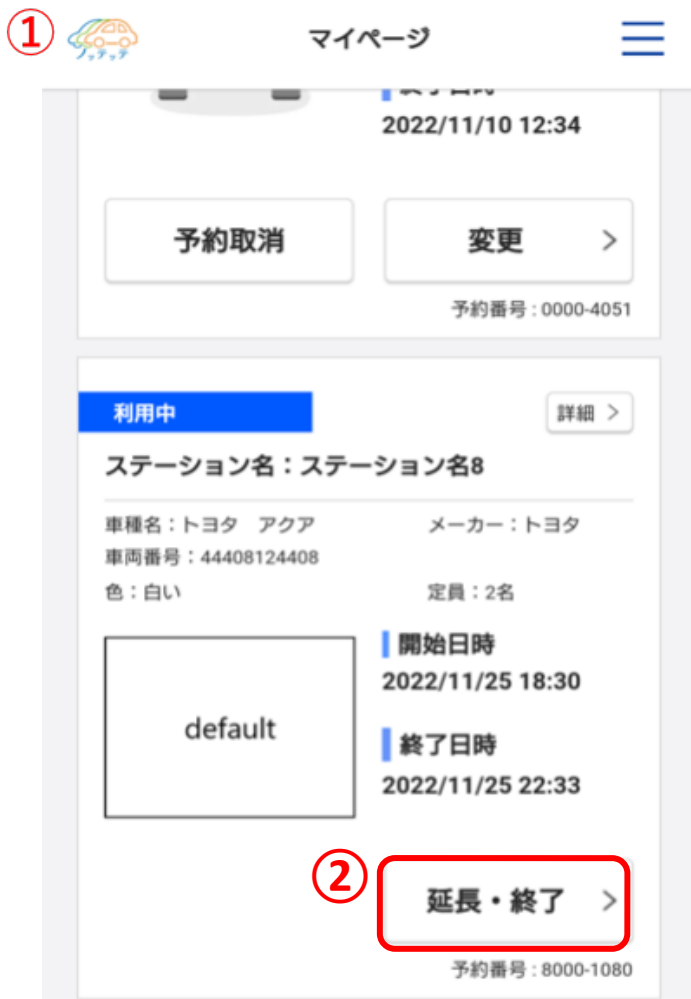 ①
ノッテッテ
マイページ
2022/11/10 12:34
予約取消
変更 >
予約番号 : 0000-4051
利用中
詳細 >
ステーション名：ステーション名8
車種名：トヨタ　アクア
メーカー：トヨタ
車両番号：44408124408
色：白い
定員：2名
default
開始日時
2022/11/25 18:30
終了日時
2022/11/25 22:33
②
延長・終了 >
予約番号 : 8000-1080